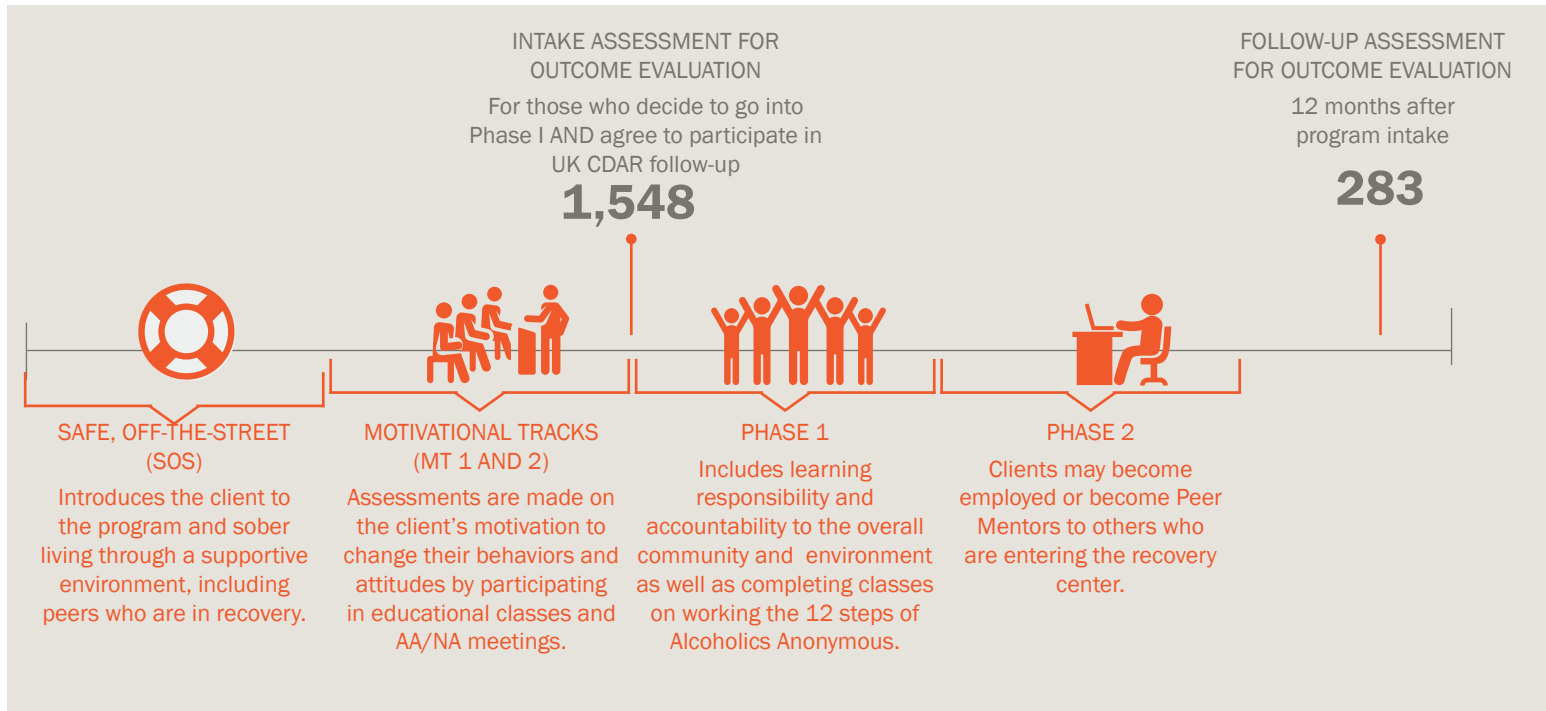 INTAKE ASSESSMENT FOR
OUTCOME EVALUATION
For those who decide to go into
Phase I AND agree to participate in
UK CDAR follow-up
1,548
FOLLOW-UP ASSESSMENT
FOR OUTCOME EVALUATION
12 months after
program intake
283
SAFE, OFF-THE-STREET
(SOS)
Introduces the client to
the program and sober
living through a supportive
environment, including
peers who are in recovery.
MOTIVATIONAL TRACKS
(MT 1 AND 2)
Assessments are made on
the client’s motivation to
change their behaviors and
attitudes by participating
in educational classes and
AA/NA meetings.
PHASE 1
Includes learning
responsibility and
accountability to the overall
community and environment
as well as completing classes
on working the 12 steps of
Alcoholics Anonymous.
PHASE 2
Clients may become
employed or become Peer
Mentors to others who
are entering the recovery
center.